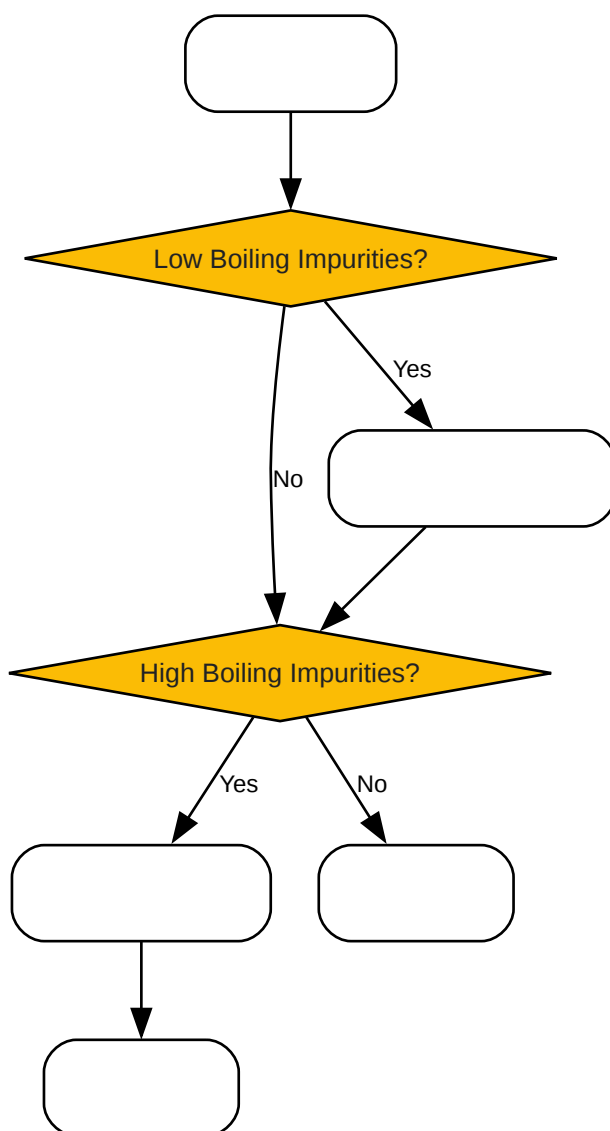 Low Boiling Impurities?
Yes
No
High Boiling Impurities?
Yes
No